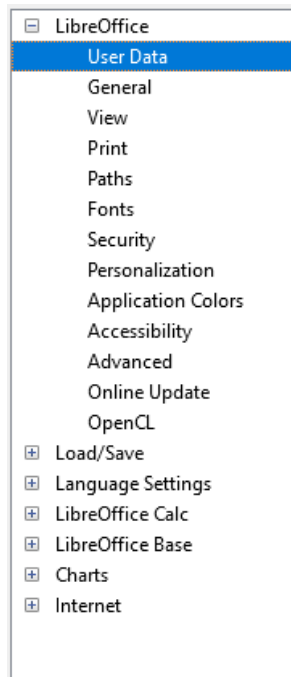 LibreOffice
User Data
General
View
Print
Paths
Fonts
Security
Personalization
Application Colors
Accessibility
Advanced
Online Update
OpenCL
Load/Save
Language Settings
LibreOffice Calc
LibreOffice Base
Charts
Internet